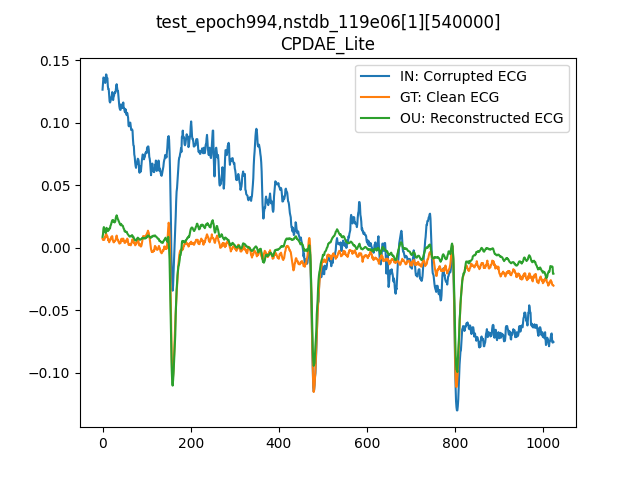 test_epoch994,nstdb_119e06[1][540000]
CPDAE_Lite
IN: Corrupted ECG
GT: Clean ECG
OU: Reconstructed ECG
0.15
0.10
0.05
0.00
−0.05
−0.10
0 200 400 600 800 1000